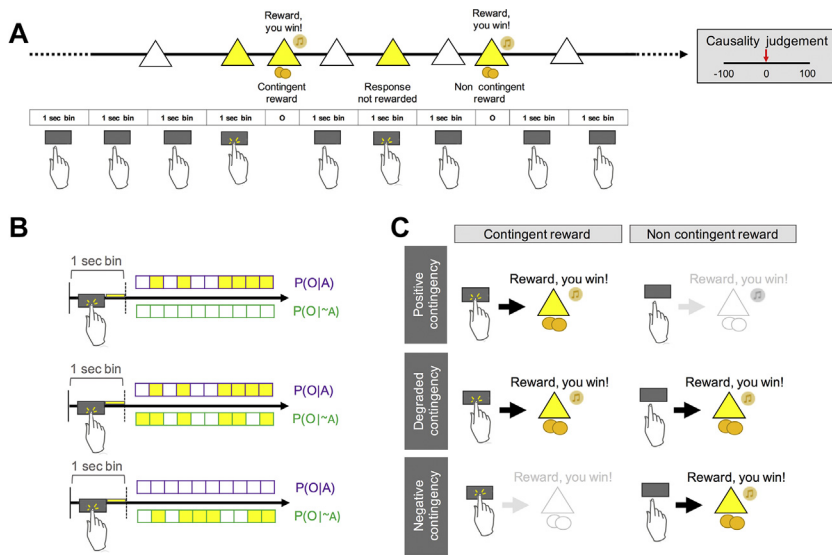 A
Reward,
you win!
Reward,
you win!
Causality judgement
-100 0 100
Contingent
reward
Response
not rewarded
Non contingent
reward
1 sec bin 1 sec bin 1 sec bin 1 sec bin O 1 sec bin 1 sec bin 1 sec bin O 1 sec bin 1 sec bin
B
1 sec bin
P(O|A)
P(O|~A)
1 sec bin
P(O|A)
P(O|~A)
1 sec bin
P(O|A)
P(O|~A)
C
Contingent reward Non contingent reward
Positive
contingency
Reward, you win! Reward, you win!
Degraded
contingency
Reward, you win! Reward, you win!
Negative
contingency
Reward, you win! Reward, you win!